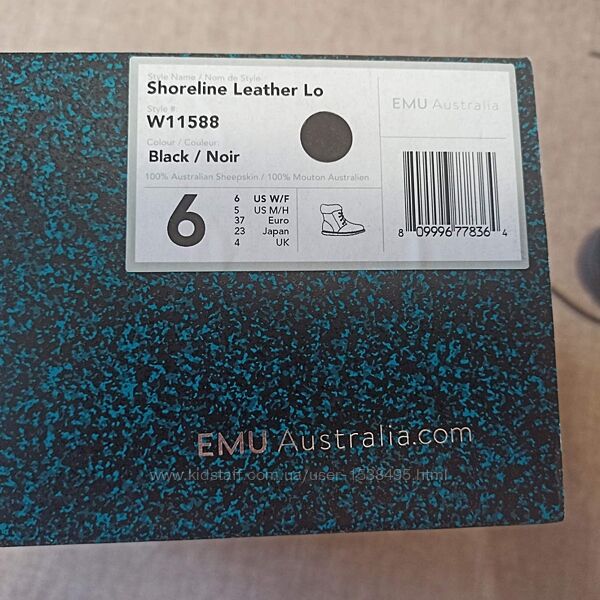 Style Name / Nom de Style
Shoreline Leather Lo
Style #:
W11588
Colour / Couleur:
Black / Noir
100% Australian Sheepskin / 100% Mouton Australien
EMU Australia
6
6 US W/F
5 US M/H
37 Euro
23 Japan
4 UK
8 09996 77836 4
EMU Australia.com
www.kidstaff.com.ua/user-1538495.html